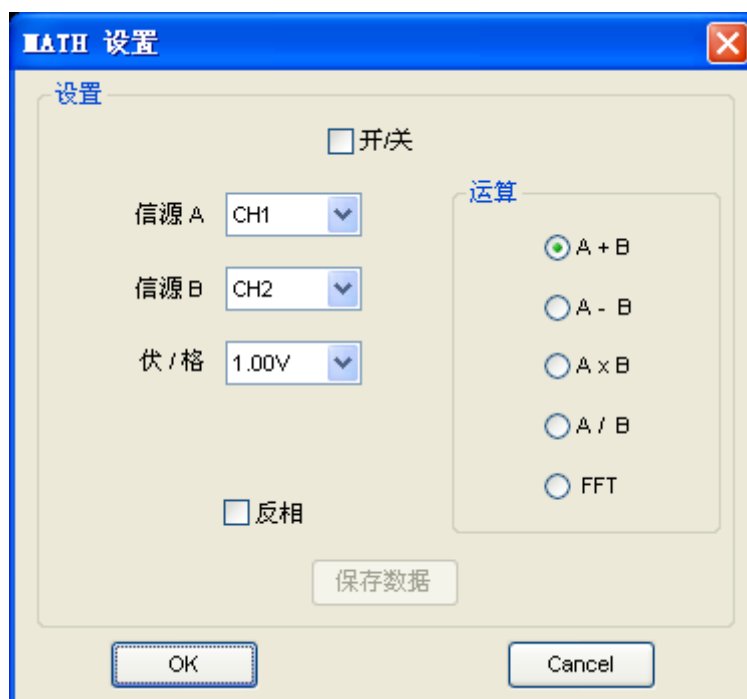 MATH 设置
设置
开/关
信源 A CH1
信源 B CH2
伏 / 格 1.00V
反相
运算
A + B
A - B
A x B
A / B
FFT
保存数据
OK Cancel